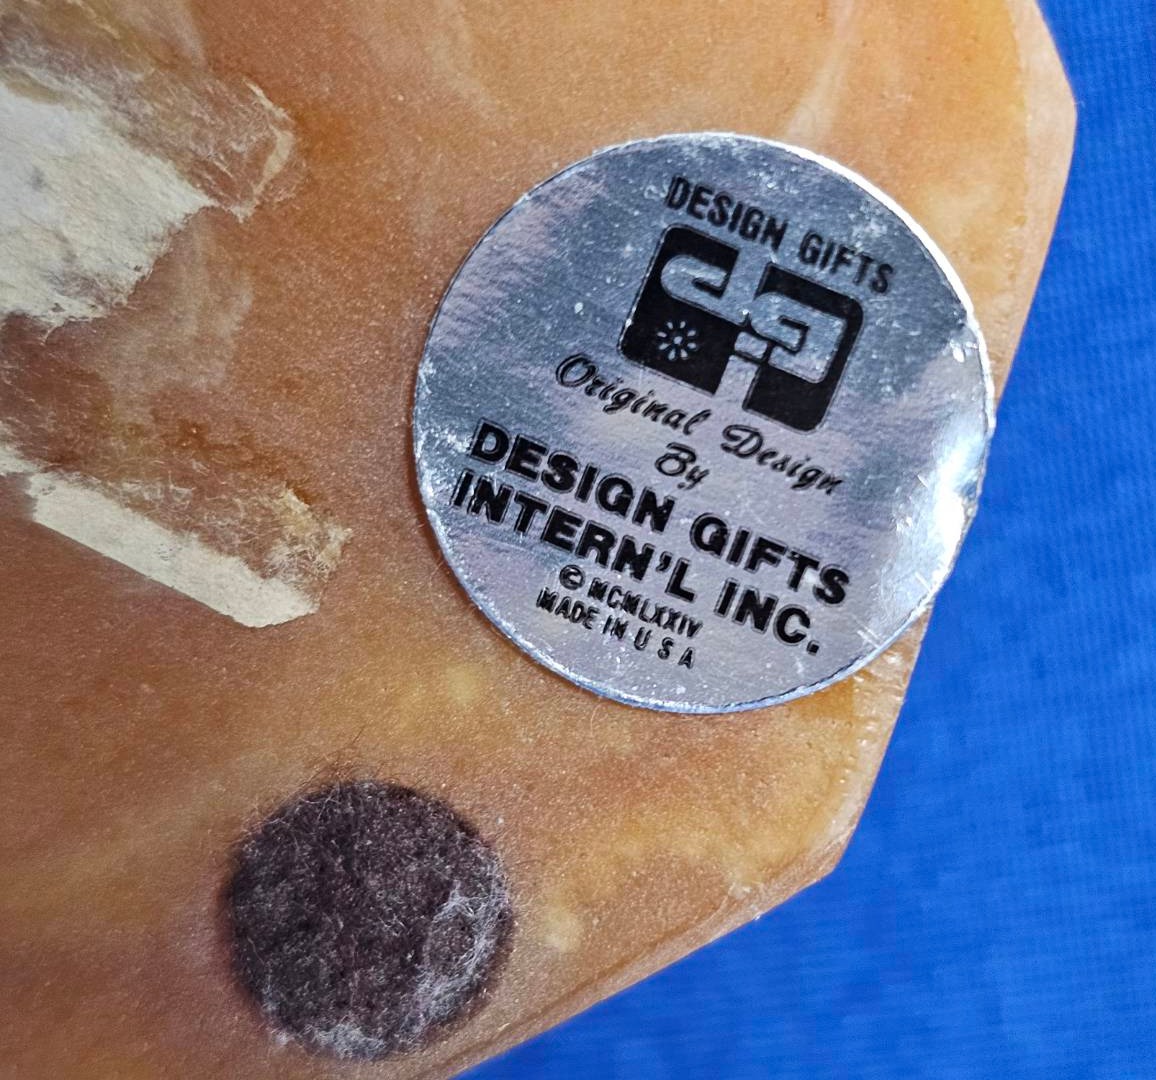 DESIGN GIFTS
Original Design
By
DESIGN GIFTS
INTERN'L INC.
© MCMLXXIV
MADE IN U S A